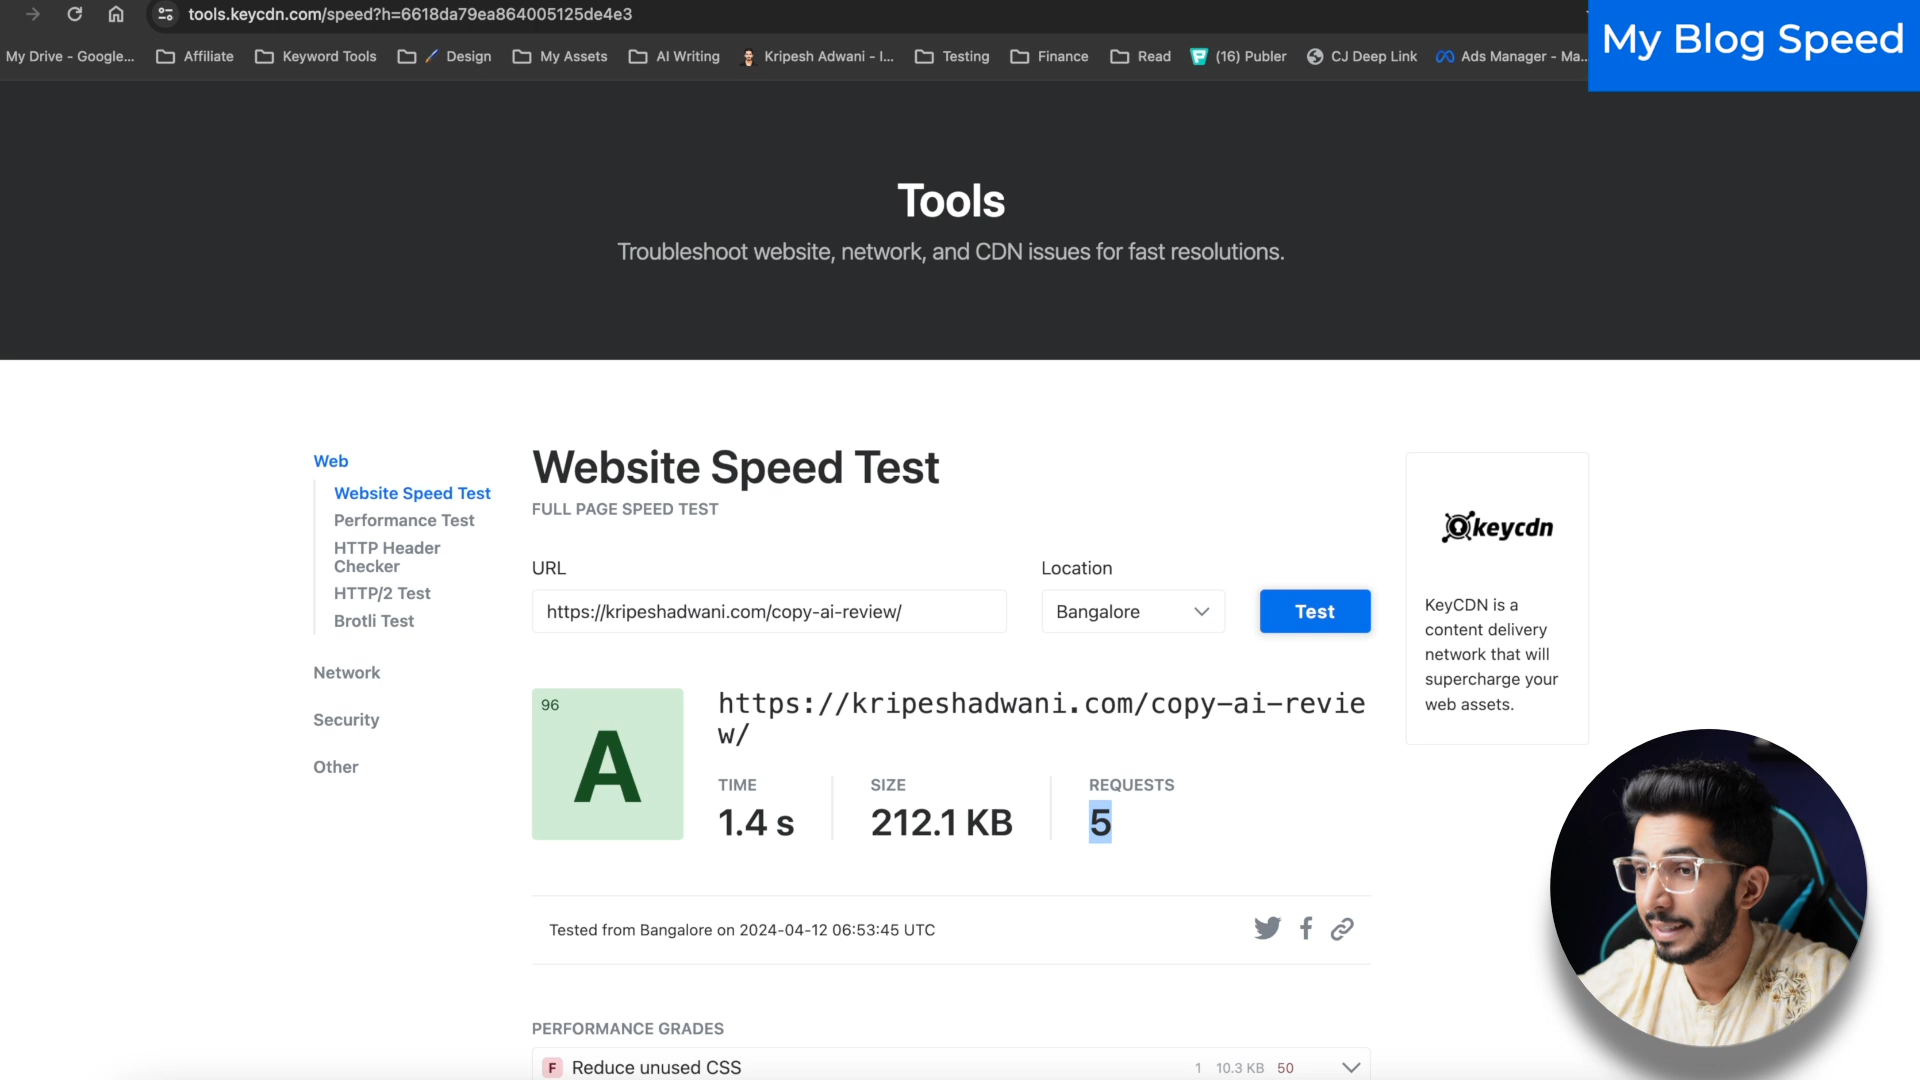 tools.keycdn.com/speed?h=6618da79ea864005125de4e3
My Blog Speed
My Drive - Google... Affiliate Keyword Tools Design My Assets AI Writing Kripesh Adwani - I... Testing Finance Read (16) Publer CJ Deep Link Ads Manager - Ma...
Tools
Troubleshoot website, network, and CDN issues for fast resolutions.
Web
Website Speed Test
Performance Test
HTTP Header
Checker
HTTP/2 Test
Brotli Test
Network
Security
Other
Website Speed Test
FULL PAGE SPEED TEST
URL
Location
https://kripeshadwani.com/copy-ai-review/
Bangalore
Test
96
A
https://kripeshadwani.com/copy-ai-revie
w/
TIME
SIZE
REQUESTS
1.4 s
212.1 KB
5
Tested from Bangalore on 2024-04-12 06:53:45 UTC
PERFORMANCE GRADES
F Reduce unused CSS 1 10.3 KB 50
keycdn
KeyCDN is a
content delivery
network that will
supercharge your
web assets.